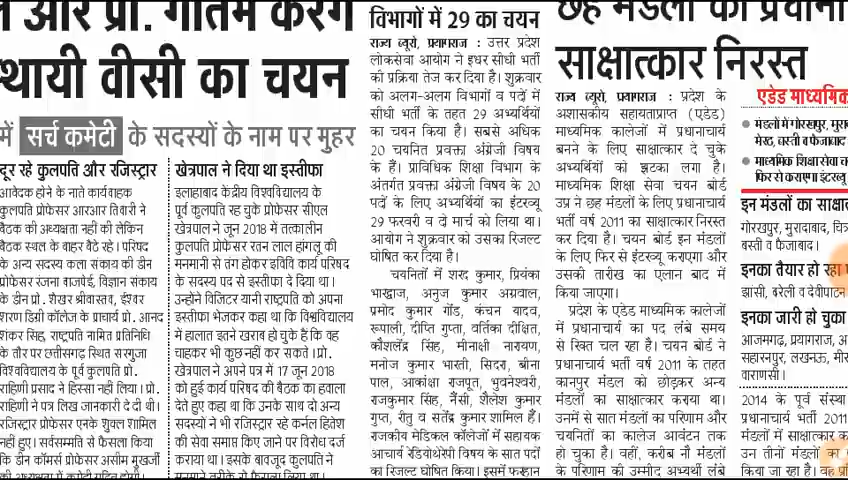 और प्रो. गौतम करेंगे
स्थायी वीसी का चयन
में सर्च कमेटी के सदस्यों के नाम पर मुहर
दूर रहे कुलपति और रजिस्ट्रार
आवेदक होने के नाते कार्यवाहक
कुलपति प्रोफेसर आरआर तिवारी ने
बैठक की अध्यक्षता नहीं की लेकिन
बैठक स्थल के बाहर बैठे रहे। परिषद
के अन्य सदस्य कला संकाय की डीन
प्रोफेसर रंजना बाजपेई, विज्ञान संकाय
के डीन प्रो. शेखर श्रीवास्तव, ईश्वर
शरण डिग्री कॉलेज के प्राचार्य प्रो. आनंद
शंकर सिंह, राष्ट्रपति नामित प्रतिनिधि
के तौर पर छत्तीसगढ़ स्थित सरगुजा
विश्वविद्यालय के पूर्व कुलपति प्रो.
राहिणी प्रसाद ने हिस्सा नहीं लिया। प्रो.
राहिणी ने पत्र लिख जानकारी दे दी थी।
रजिस्ट्रार प्रोफेसर एनके शुक्ल शामिल
नहीं हुए। सर्वसम्मति से फैसला किया
कि डीन कॉमर्स प्रोफेसर असीम मुखर्जी
की अध्यक्षता में कमेटी गठित होगी।
खेत्रपाल ने दिया था इस्तीफा
इलाहाबाद केंद्रीय विश्वविद्यालय के
पूर्व कुलपति रह चुके प्रोफेसर सीएल
खेत्रपाल ने जून 2018 में तत्कालीन
कुलपति प्रोफेसर रतन लाल हांगलू की
मनमानी से तंग होकर इविवि कार्य परिषद
के सदस्य पद से इस्तीफा दे दिया था।
उन्होंने विजिटर यानी राष्ट्रपति को अपना
इस्तीफा भेजकर कहा था कि विश्वविद्यालय
में हालात इतने खराब हो चुके हैं कि वह
चाहकर भी कुछ नहीं कर सकते।प्रो.
खेत्रपाल ने अपने पत्र में 17 जून 2018
को हुई कार्य परिषद की बैठक का हवाला
देते हुए कहा था कि उनके साथ दो अन्य
सदस्यों ने भी रजिस्ट्रार रहे कर्नल हितेश
की सेवा समाप्त किए जाने पर विरोध दर्ज
कराया था। इसके बावजूद कुलपति ने
मनमाने तरीके से फैसला लिया था।
विभागों में 29 का चयन
राज्य ब्यूरो, प्रयागराज : उत्तर प्रदेश
लोकसेवा आयोग ने इधर सीधी भर्ती
की प्रक्रिया तेज कर दिया है। शुक्रवार
को अलग-अलग विभागों व पदों में
सीधी भर्ती के तहत 29 अभ्यर्थियों
का चयन किया है। सबसे अधिक
20 चयनित प्रवक्ता अंग्रेजी विषय
के हैं। प्राविधिक शिक्षा विभाग के
अंतर्गत प्रवक्ता अंग्रेजी विषय के 20
पदों के लिए अभ्यर्थियों का इंटरव्यू
29 फरवरी व दो मार्च को लिया था।
आयोग ने शुक्रवार को उसका रिजल्ट
घोषित कर दिया है।
चयनितों में शरद कुमार, प्रियंका
भारद्वाज, अनुज कुमार अग्रवाल,
प्रमोद कुमार गोंड, कंचन यादव,
रूपाली, दीप्ति गुप्ता, वर्तिका दीक्षित,
कौशलेंद्र सिंह, मीनाक्षी नारायण,
मनोज कुमार भारती, सिदरा, बीना
पाल, आकांक्षा राजपूत, भुवनेश्वरी,
राजकुमार सिंह, नैंसी, शैलेश कुमार
गुप्ता, रीतु व सतेंद्र कुमार शामिल हैं।
राजकीय मेडिकल कॉलेजों में सहायक
आचार्य रेडियोथेरेपी विषय के सात पदों
का रिजल्ट घोषित किया। इसमें फरहान
छह मंडलों का प्रधाना
साक्षात्कार निरस्त
राज्य ब्यूरो, प्रयागराज : प्रदेश के
अशासकीय सहायताप्राप्त (एडेड)
माध्यमिक कालेजों में प्रधानाचार्य
बनने के लिए साक्षात्कार दे चुके
अभ्यर्थियों को झटका लगा है।
माध्यमिक शिक्षा सेवा चयन बोर्ड
उप्र ने छह मंडलों के लिए प्रधानाचार्य
भर्ती वर्ष 2011 का साक्षात्कार निरस्त
कर दिया है। चयन बोर्ड इन मंडलों
के लिए फिर से इंटरव्यू कराएगा और
उसकी तारीख का एलान बाद में
किया जाएगा।
प्रदेश के एडेड माध्यमिक कालेजों
में प्रधानाचार्य का पद लंबे समय
से रिक्त चल रहा है। चयन बोर्ड ने
प्रधानाचार्य भर्ती वर्ष 2011 के तहत
कानपुर मंडल को छोड़कर अन्य
मंडलों का साक्षात्कार कराया था।
उनमें से सात मंडलों का परिणाम और
चयनितों का कालेज आवंटन तक
हो चुका है। वहीं, करीब नौ मंडलों
के परिणाम की उम्मीद अभ्यर्थी लंबे
एडेड माध्यमिक
● मंडलों में गोरखपुर, मुरा
मेरठ, बस्ती व फैजाबाद
● माध्यमिक शिक्षा सेवा च
फिर से कराएगा इंटरव्यू
इन मंडलों का साक्षा
गोरखपुर, मुरादाबाद, चित्र
बस्ती व फैजाबाद।
इनका तैयार हो रहा
झांसी, बरेली व देवीपाटन
इनका जारी हो चुका
आजमगढ़, प्रयागराज, अ
सहारनपुर, लखनऊ, मी
वाराणसी।
2014 के पूर्व संस्था
प्रधानाचार्य भर्ती 2011
मंडलों में साक्षात्कार क
उन तीनों मंडलों का
किया जा रहा है। वह